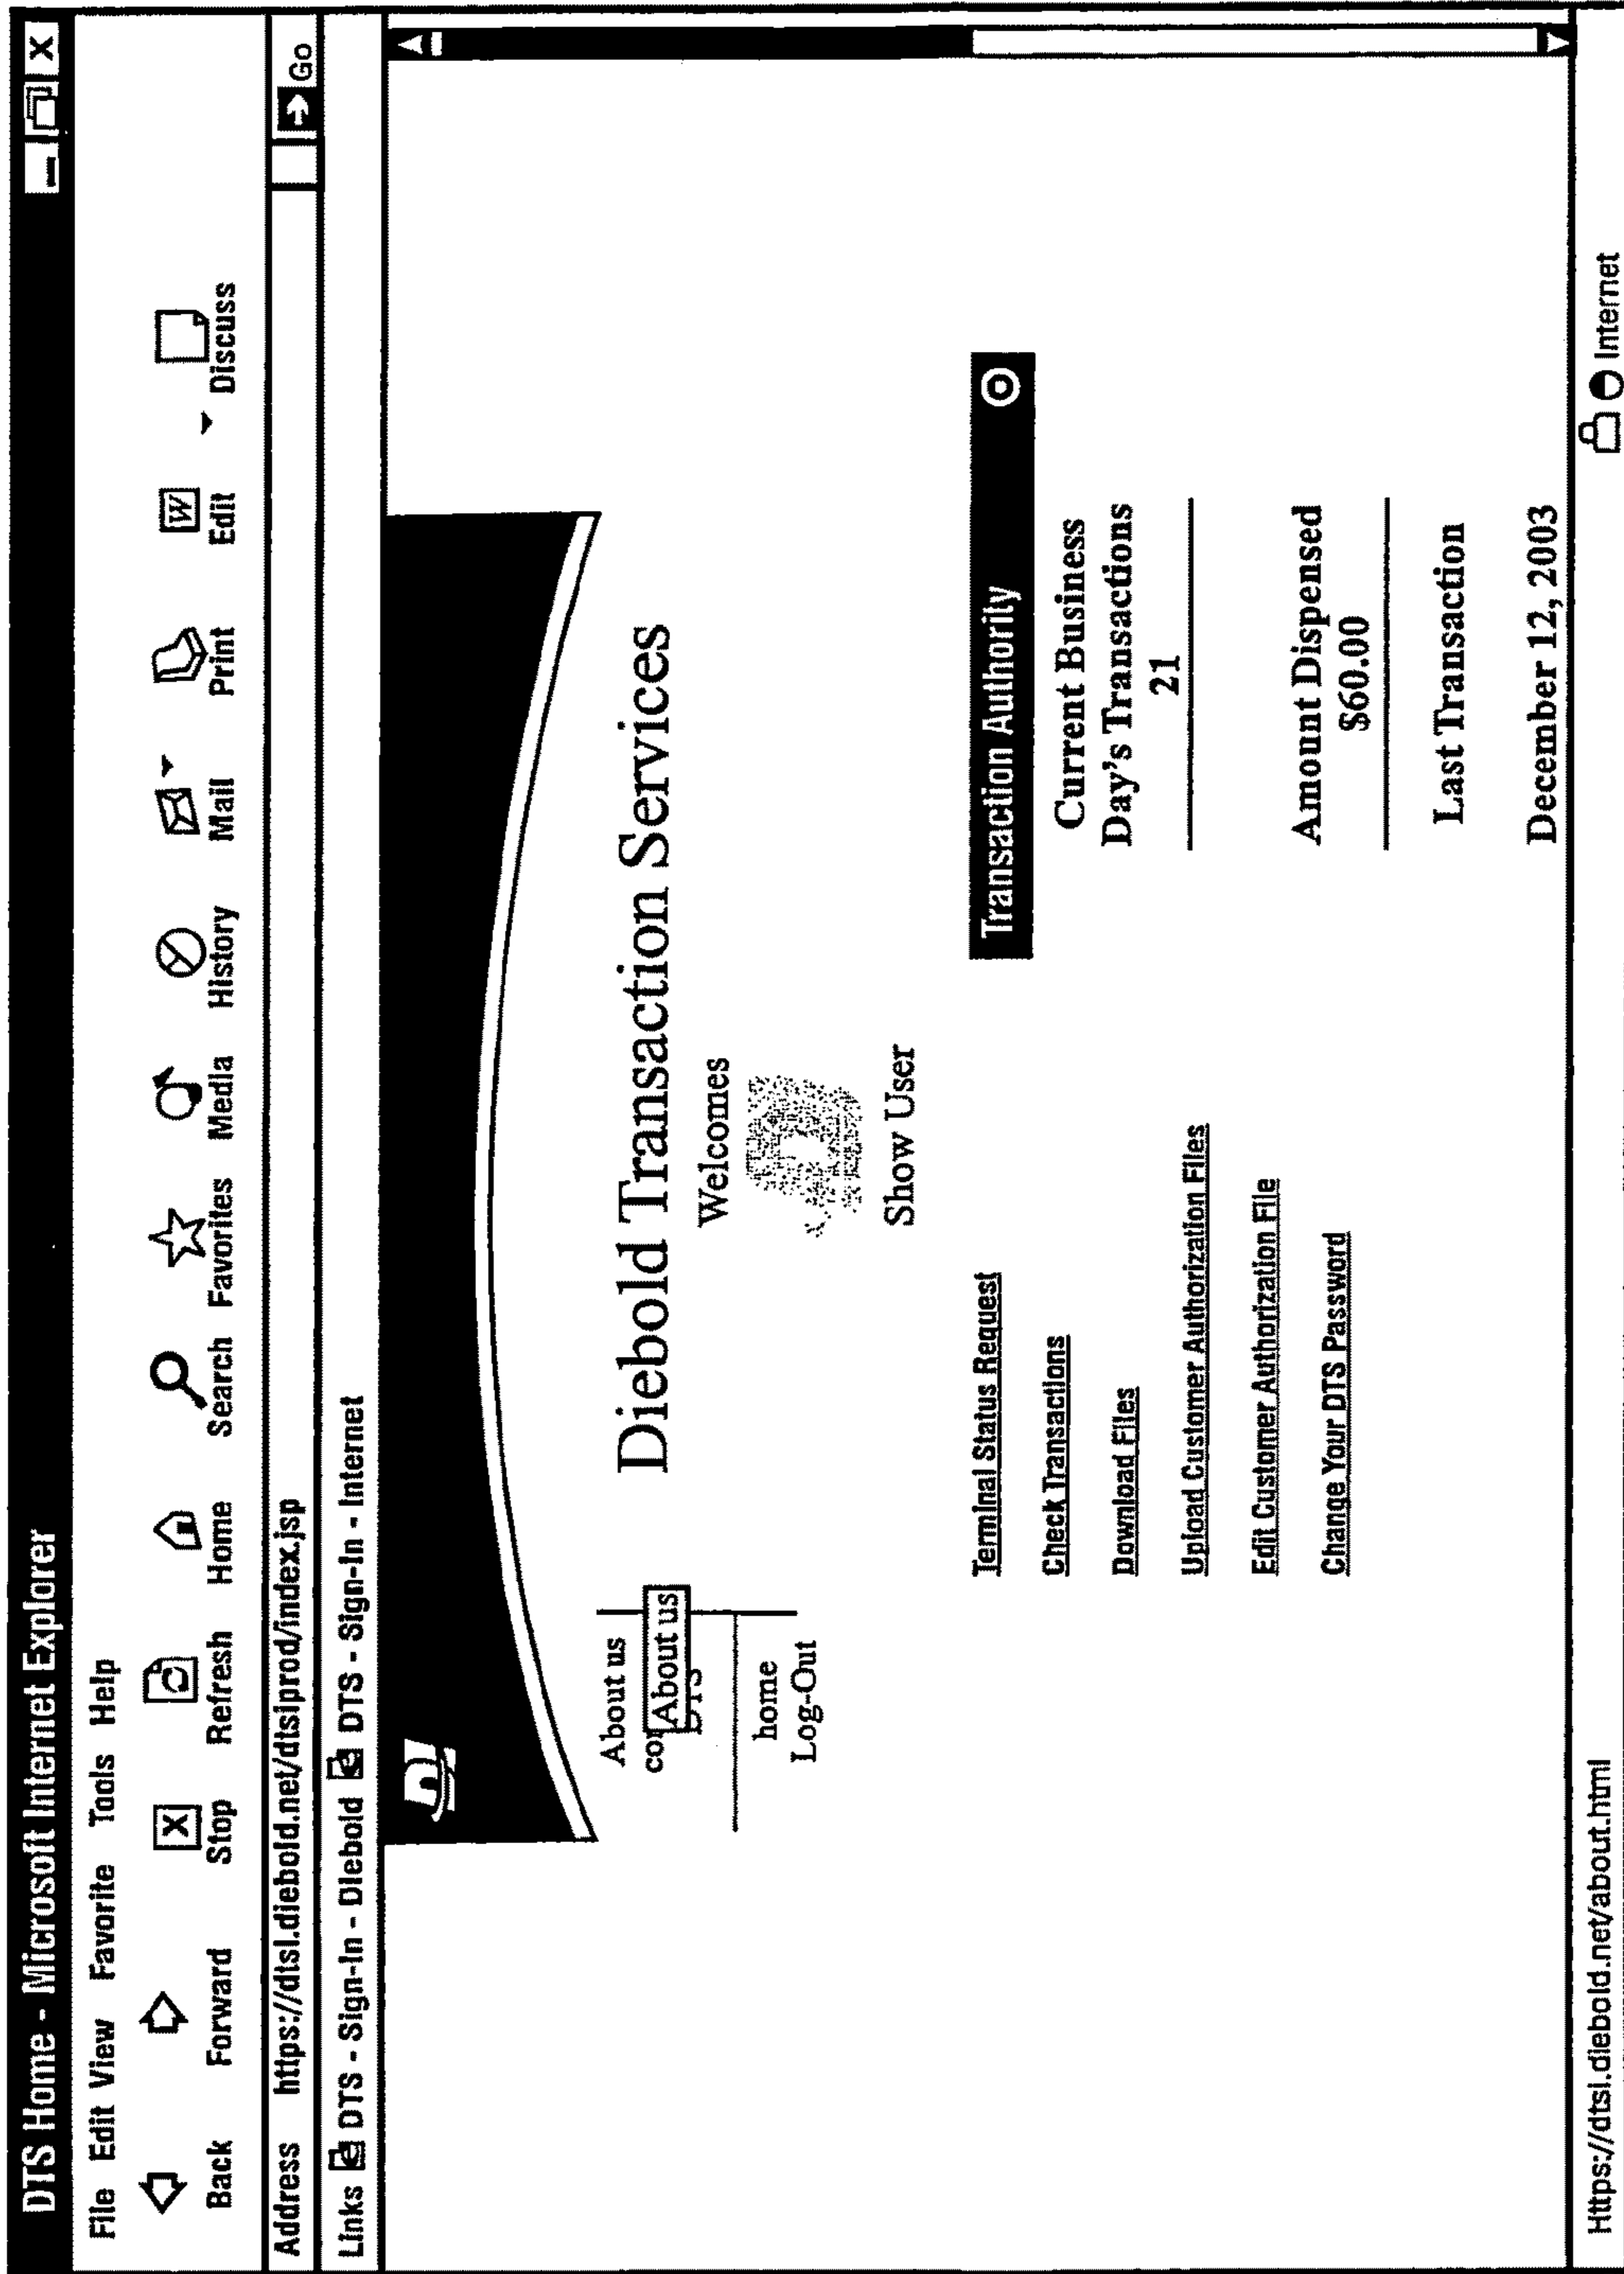 DTS Home - Microsoft Internet Explorer
File Edit View Favorite Tools Help
Back Forward Stop Refresh Home Search Favorites Media History Mail Print Edit Discuss
Address https://dtsl.diebold.net/dtsiprod/index.jsp Go
Links DTS - Sign-In - Diebold DTS - Sign-In - Internet
About us
About us
home
Log-Out
Diebold Transaction Services
Welcomes
Show User
Terminal Status Request
Check Transactions
Download Files
Upload Customer Authorization Files
Edit Customer Authorization File
Change Your DTS Password
Transaction Authority
Current Business
Day's Transactions
21
Amount Dispensed
$60.00
Last Transaction
December 12, 2003
Https://dtsi.diebold.net/about.html Internet